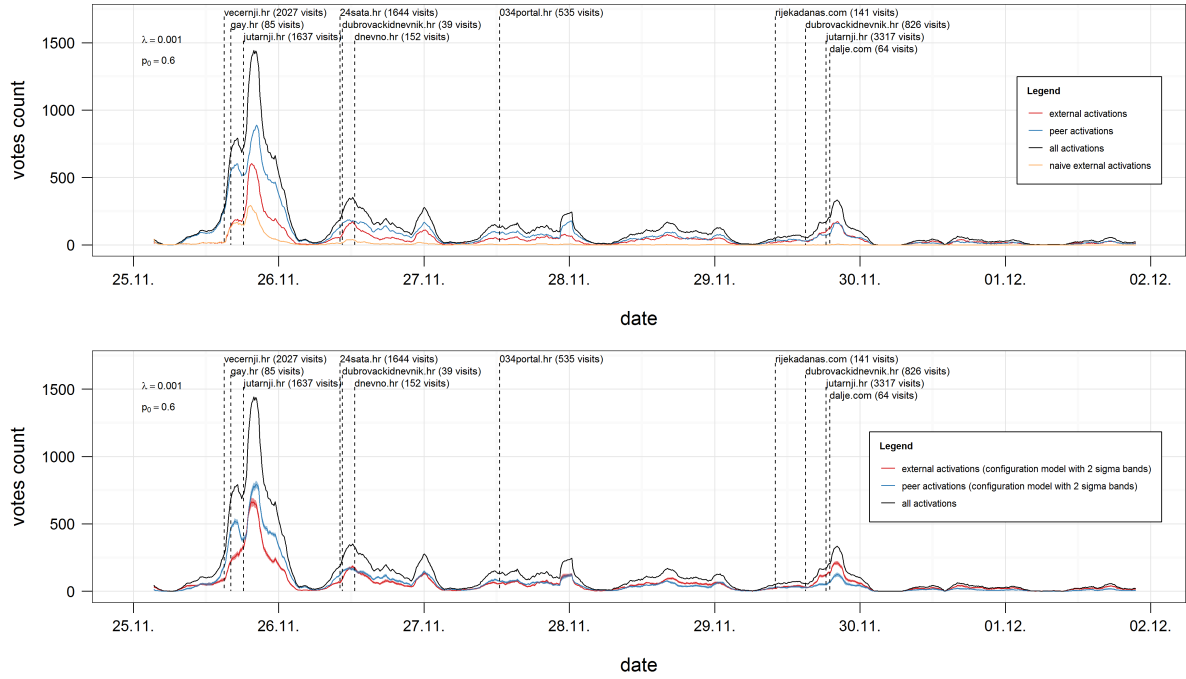 vecernji.hr (2027 visits) 24sata.hr (1644 visits) 034portal.hr (535 visits) rijekadanas.com (141 visits)
gay.hr (85 visits) dubrovackidnevnik.hr (39 visits) dubrovackidnevnik.hr (826 visits)
jutarnji.hr (1637 visits) dnevno.hr (152 visits) jutarnji.hr (3317 visits)
dalje.com (64 visits)
λ = 0.001
p₀ = 0.6
1500
1000
500
0
votes count
Legend
external activations
peer activations
all activations
naive external activations
25.11. 26.11. 27.11. 28.11. 29.11. 30.11. 01.12. 02.12.
date
vecernji.hr (2027 visits) 24sata.hr (1644 visits) 034portal.hr (535 visits) rijekadanas.com (141 visits)
gay.hr (85 visits) dubrovackidnevnik.hr (39 visits) dubrovackidnevnik.hr (826 visits)
jutarnji.hr (1637 visits) dnevno.hr (152 visits) jutarnji.hr (3317 visits)
dalje.com (64 visits)
λ = 0.001
p₀ = 0.6
1500
1000
500
0
votes count
Legend
external activations (configuration model with 2 sigma bands)
peer activations (configuration model with 2 sigma bands)
all activations
25.11. 26.11. 27.11. 28.11. 29.11. 30.11. 01.12. 02.12.
date